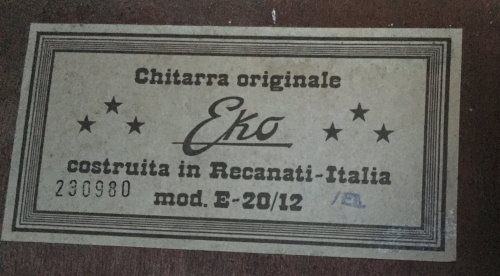 Chitarra originale
Eko
costruita in Recanati-Italia
230980
mod. E-20/12